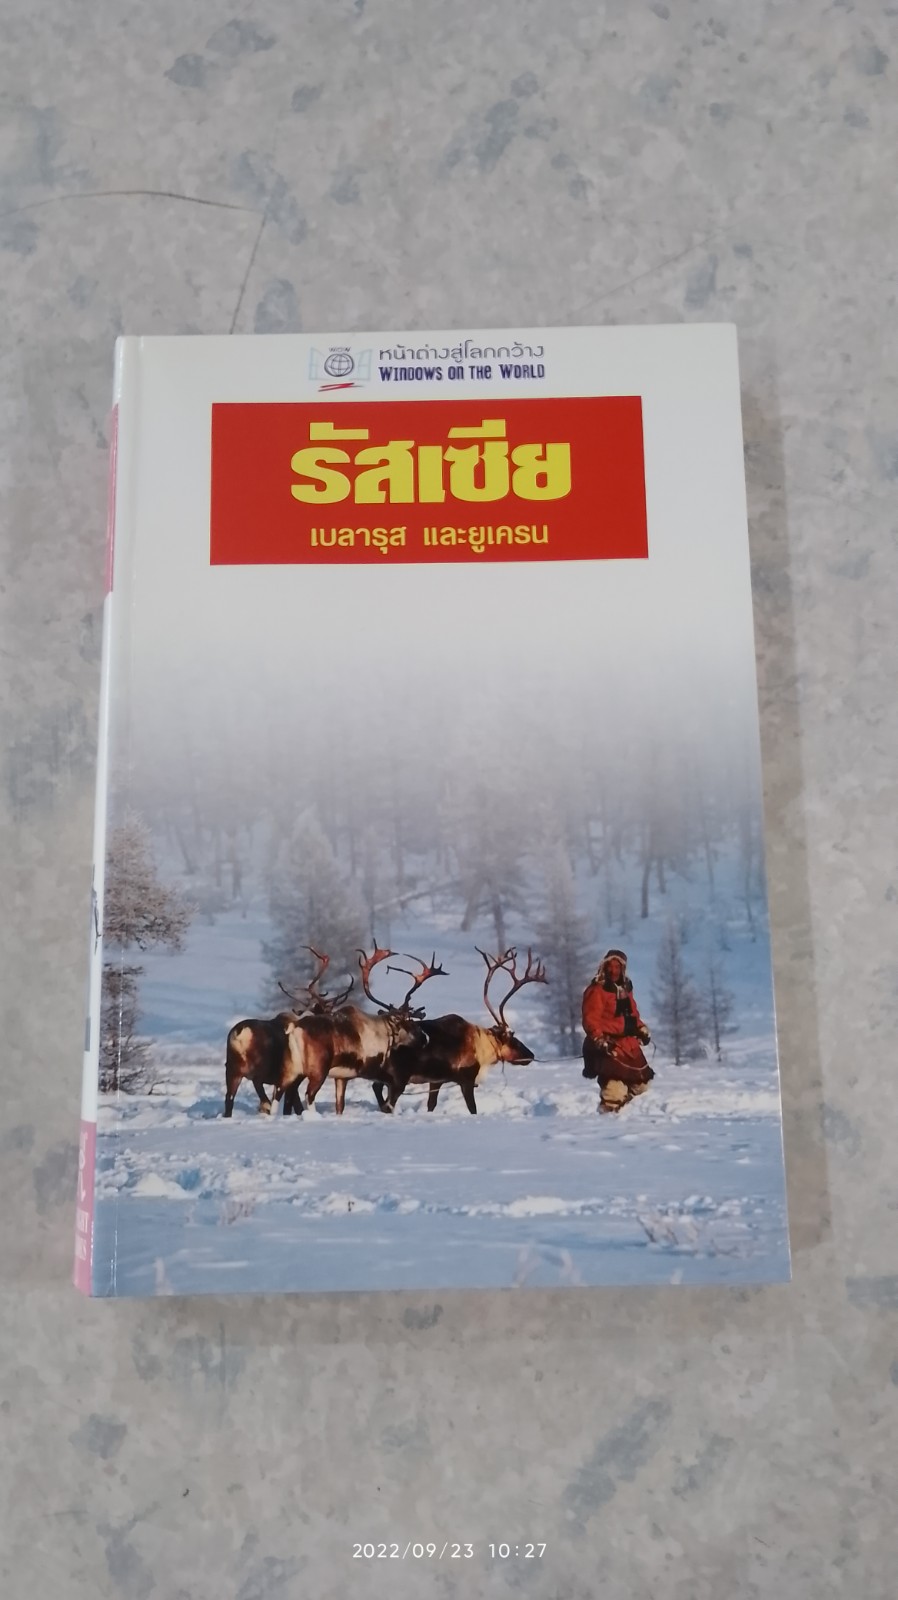 หน้าต่างสู่โลกกว้าง
WINDOWS ON THE WORLD
รัสเซีย
เบลารุส และยูเครน
2022/09/23 10:27